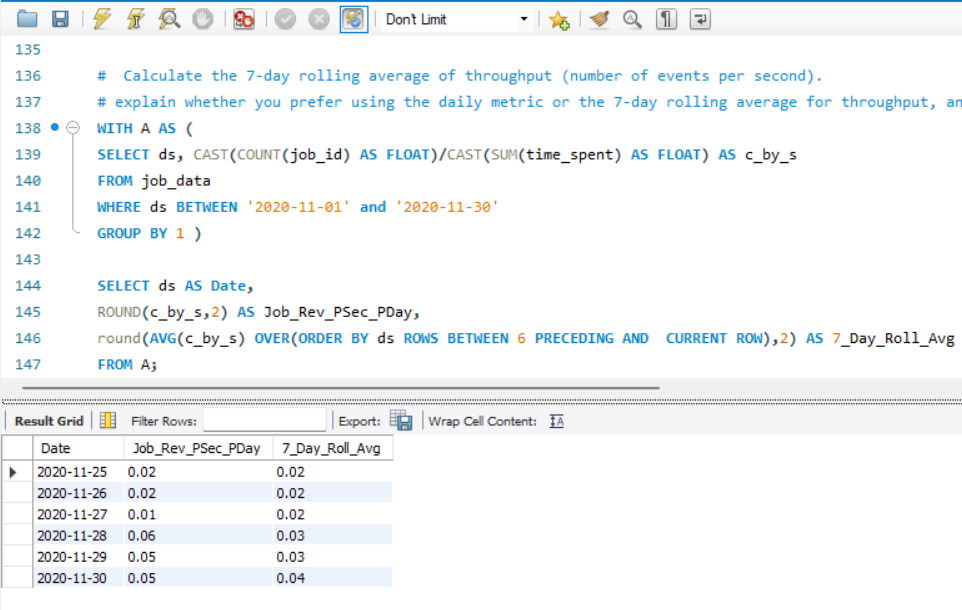 Don't Limit
135
136 #  Calculate the 7-day rolling average of throughput (number of events per second).
137 # explain whether you prefer using the daily metric or the 7-day rolling average for throughput, an
138 WITH A AS (
139 SELECT ds, CAST(COUNT(job_id) AS FLOAT)/CAST(SUM(time_spent) AS FLOAT) AS c_by_s
140 FROM job_data
141 WHERE ds BETWEEN '2020-11-01' and '2020-11-30'
142 GROUP BY 1 )
143
144 SELECT ds AS Date,
145 ROUND(c_by_s,2) AS Job_Rev_PSec_PDay,
146 round(AVG(c_by_s) OVER(ORDER BY ds ROWS BETWEEN 6 PRECEDING AND  CURRENT ROW),2) AS 7_Day_Roll_Avg
147 FROM A;
Result Grid Filter Rows: Export: Wrap Cell Content:
Date Job_Rev_PSec_PDay 7_Day_Roll_Avg
2020-11-25 0.02 0.02
2020-11-26 0.02 0.02
2020-11-27 0.01 0.02
2020-11-28 0.06 0.03
2020-11-29 0.05 0.03
2020-11-30 0.05 0.04